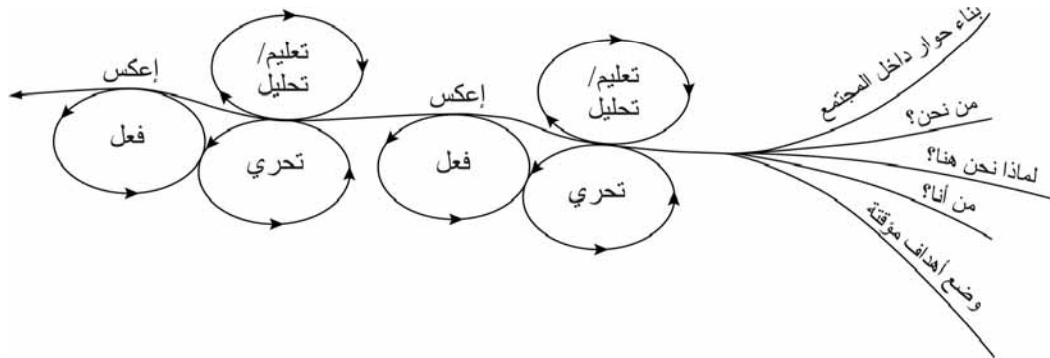 بناء حوار داخل المجتمع
من نحن؟
لماذا نحن هنا؟
من أنا؟
وضع أهداف مؤقتة
تعليم/
تحليل
تحري
إعكس
فعل
تعليم/
تحليل
تحري
إعكس
فعل